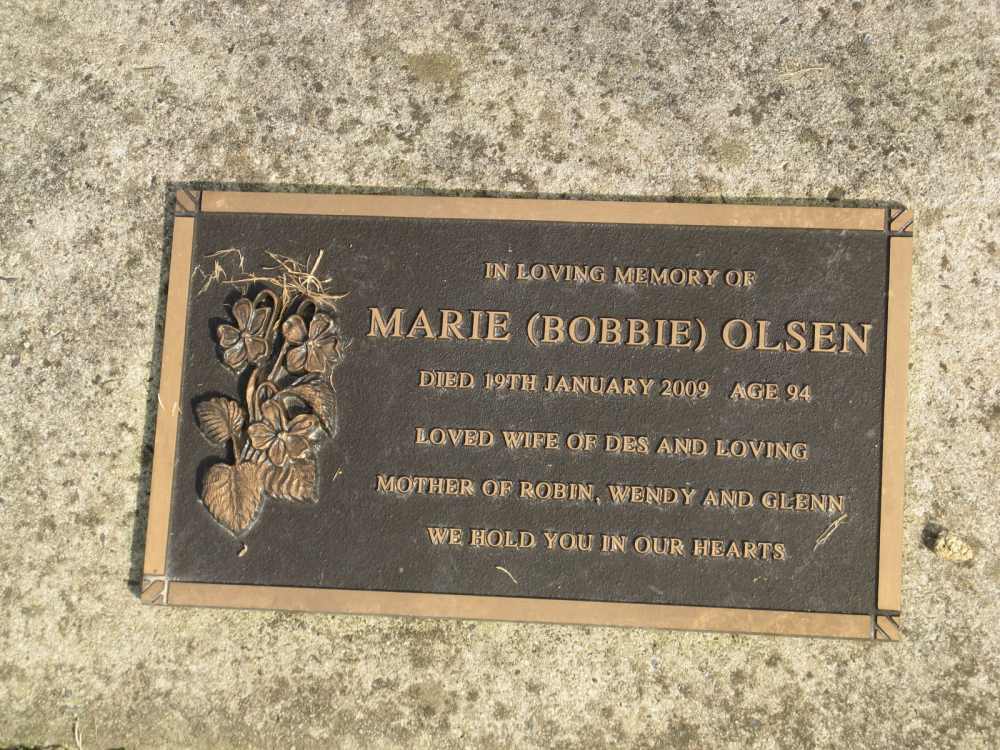 IN LOVING MEMORY OF
MARIE (BOBBIE) OLSEN
DIED 19TH JANUARY 2009 AGE 94
LOVED WIFE OF DES AND LOVING
MOTHER OF ROBIN, WENDY AND GLENN
WE HOLD YOU IN OUR HEARTS